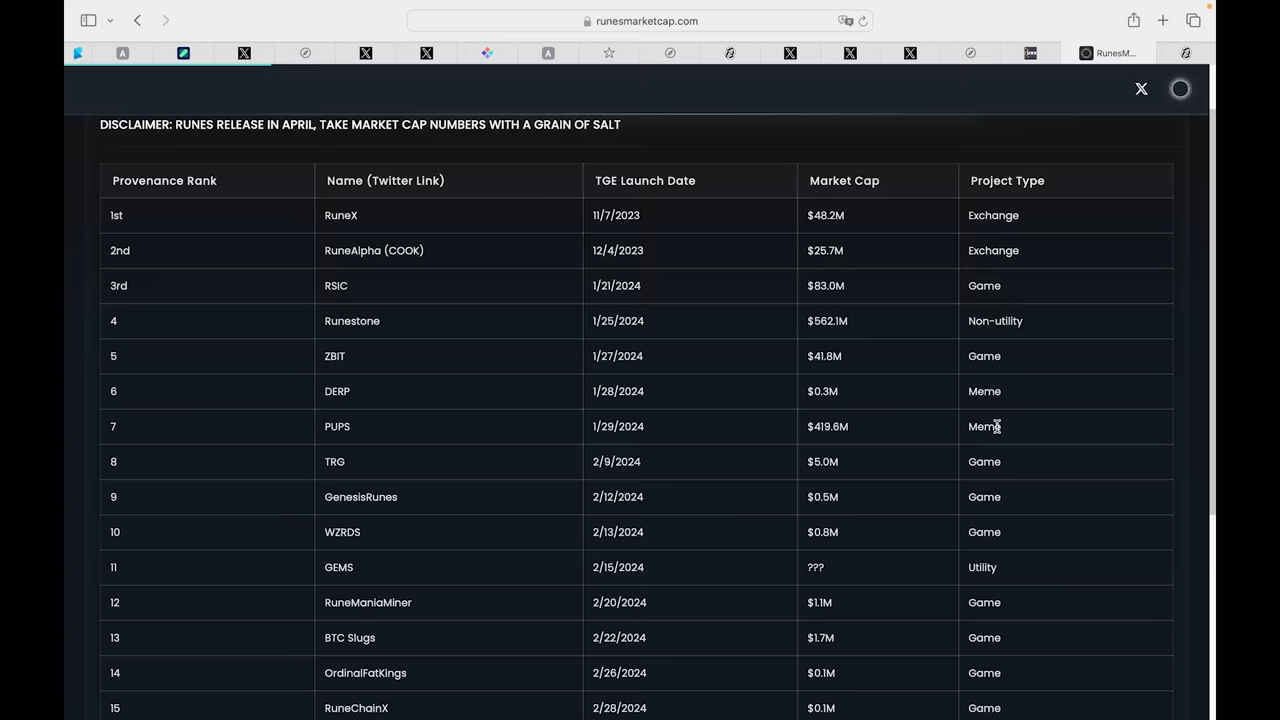 runesmarketcap.com
RunesM...
DISCLAIMER: RUNES RELEASE IN APRIL, TAKE MARKET CAP NUMBERS WITH A GRAIN OF SALT
Provenance Rank Name (Twitter Link) TGE Launch Date Market Cap Project Type
1st RuneX 11/7/2023 $48.2M Exchange
2nd RuneAlpha (COOK) 12/4/2023 $25.7M Exchange
3rd RSIC 1/21/2024 $83.0M Game
4 Runestone 1/25/2024 $562.1M Non-utility
5 ZBIT 1/27/2024 $41.8M Game
6 DERP 1/28/2024 $0.3M Meme
7 PUPS 1/29/2024 $419.6M Meme
8 TRG 2/9/2024 $5.0M Game
9 GenesisRunes 2/12/2024 $0.5M Game
10 WZRDS 2/13/2024 $0.8M Game
11 GEMS 2/15/2024 ??? Utility
12 RuneManiaMiner 2/20/2024 $1.1M Game
13 BTC Slugs 2/22/2024 $1.7M Game
14 OrdinalFatKings 2/26/2024 $0.1M Game
15 RuneChainX 2/28/2024 $0.1M Game